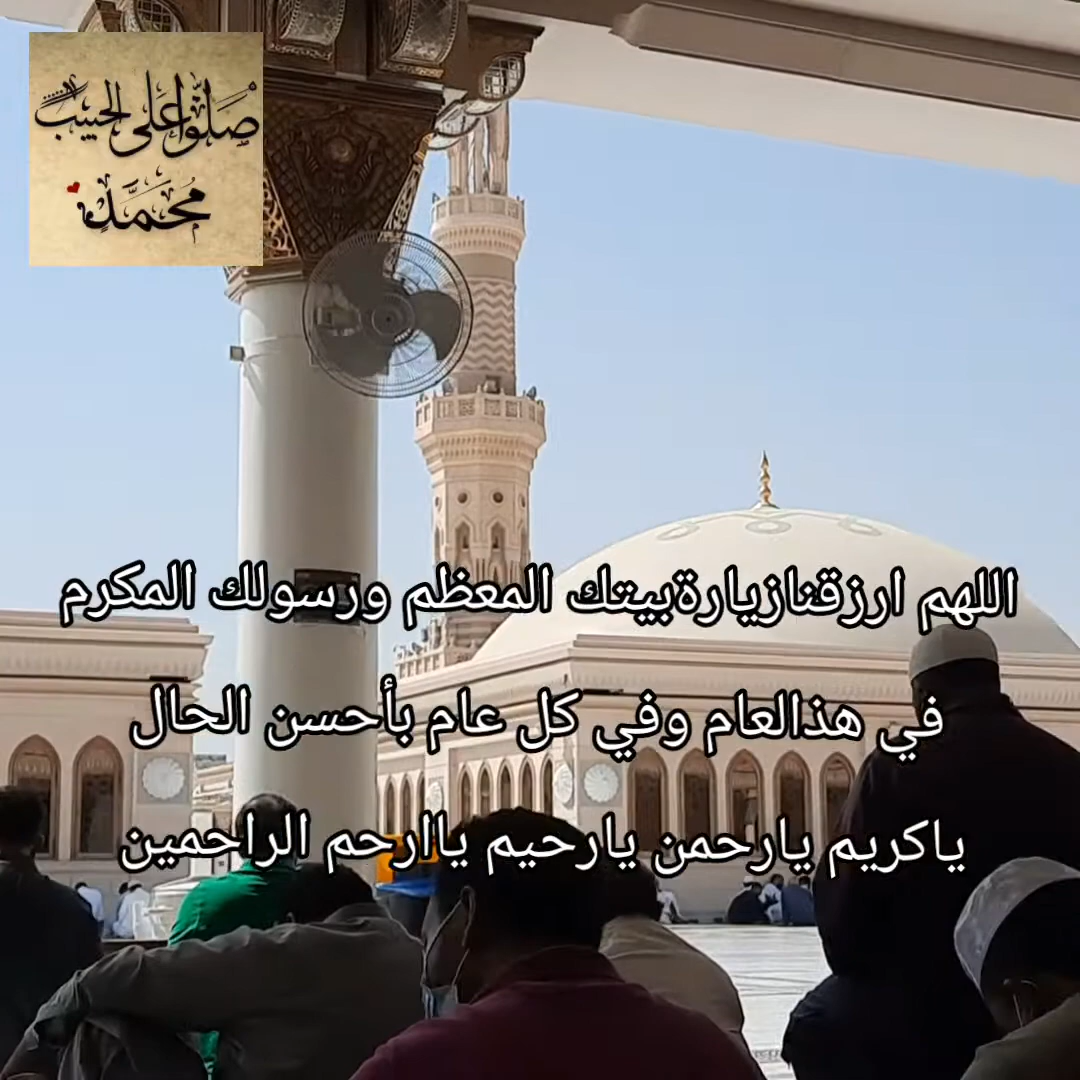 صلوا على الحبيب
محمد
اللهم ارزقنازيارةبيتك المعظم ورسولك المكرم
في هذالعام وفي كل عام بأحسن الحال
ياكريم يارحمن يارحيم ياارحم الراحمين